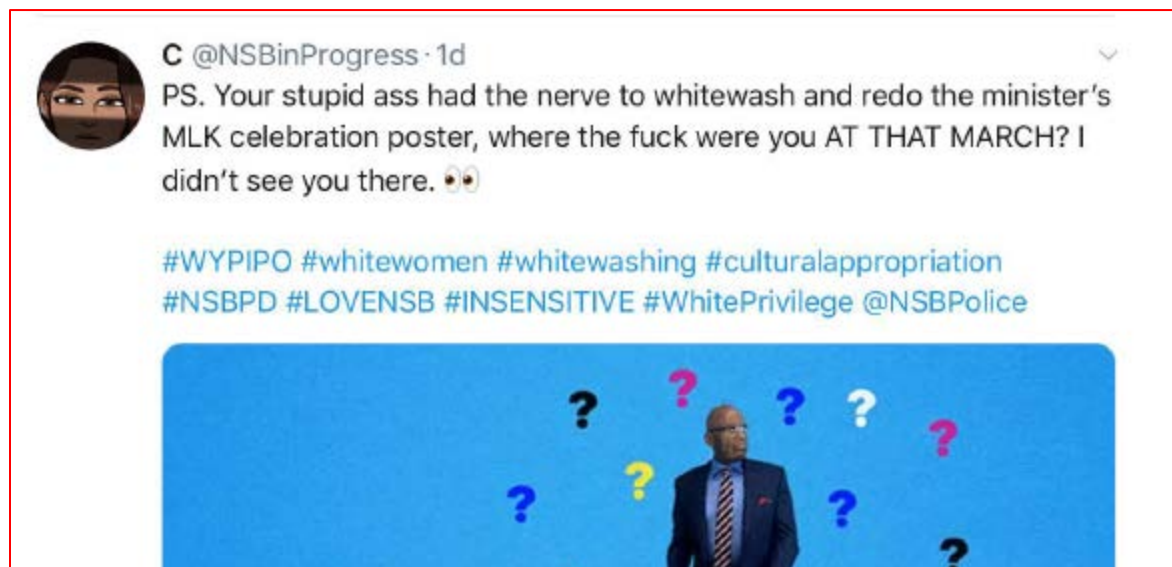 C @NSBinProgress · 1d
PS. Your stupid ass had the nerve to whitewash and redo the minister's
MLK celebration poster, where the fuck were you AT THAT MARCH? I
didn't see you there. 👀
#WYPIPO #whitewomen #whitewashing #culturalappropriation
#NSBPD #LOVENSB #INSENSITIVE #WhitePrivilege @NSBPolice
? ? ? ? ? ? ? ? ?